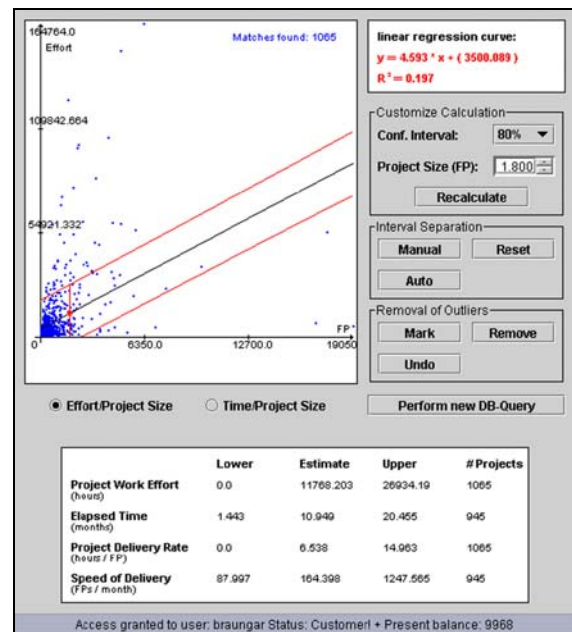 164764.0
Effort
Matches found: 1065
109842.664
54921.332
FP
0
6350.0
12700.0
19050
linear regression curve:
y = 4.593 * x + ( 3500.089 )
R² = 0.197
Customize Calculation
Conf. Interval: 80%
Project Size (FP): 1.800
Recalculate
Interval Separation
Manual Reset
Auto
Removal of Outliers
Mark Remove
Undo
Effort/Project Size Time/Project Size Perform new DB-Query
Lower Estimate Upper # Projects
Project Work Effort 0.0 11768.203 26934.19 1065
(hours)
Elapsed Time 1.443 10.949 20.455 945
(months)
Project Delivery Rate 0.0 6.538 14.963 1065
(hours / FP)
Speed of Delivery 87.997 164.398 1247.565 945
(FPs / month)
Access granted to user: braungar Status: Customer! + Present balance: 9968